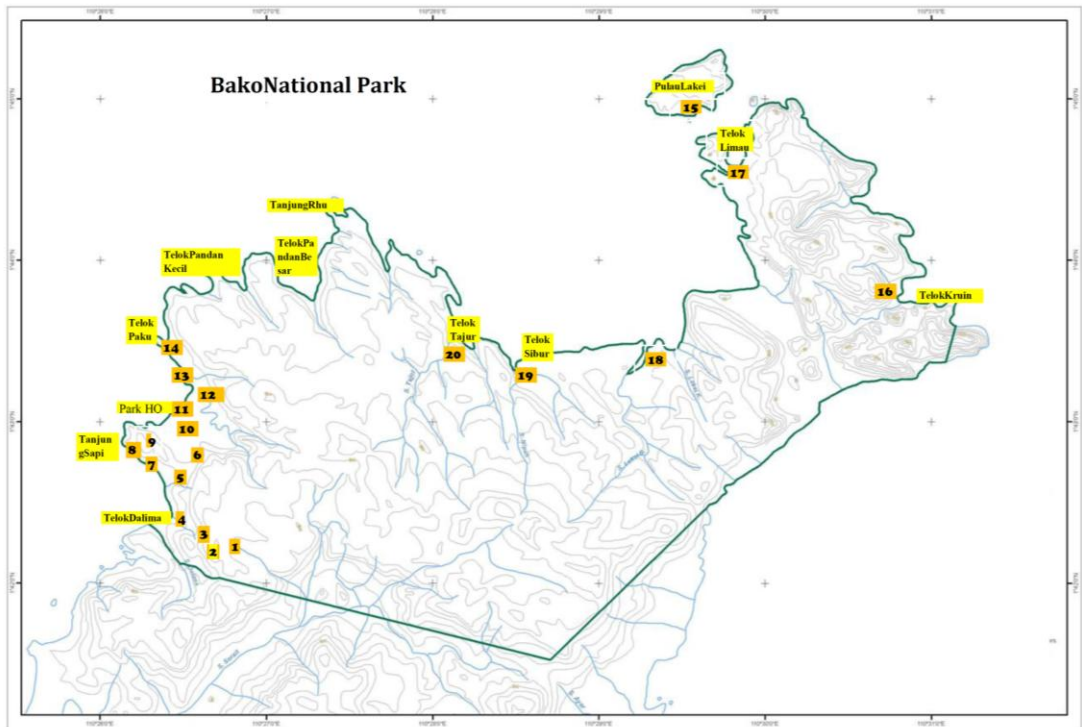 BakoNational Park
PulauLakei
15
Telok
Limau
17
TanjungRhu
TelokPandan
Kecil
TelokPa
ndanBe
sar
16
TelokKruin
Telok
Paku
14
Telok
Tajur
20
Telok
Sibur
19
18
13
12
Park HO
11
10
Tanjun
gSapi
8
9
7
6
5
TelokDalima
4
3
2
1